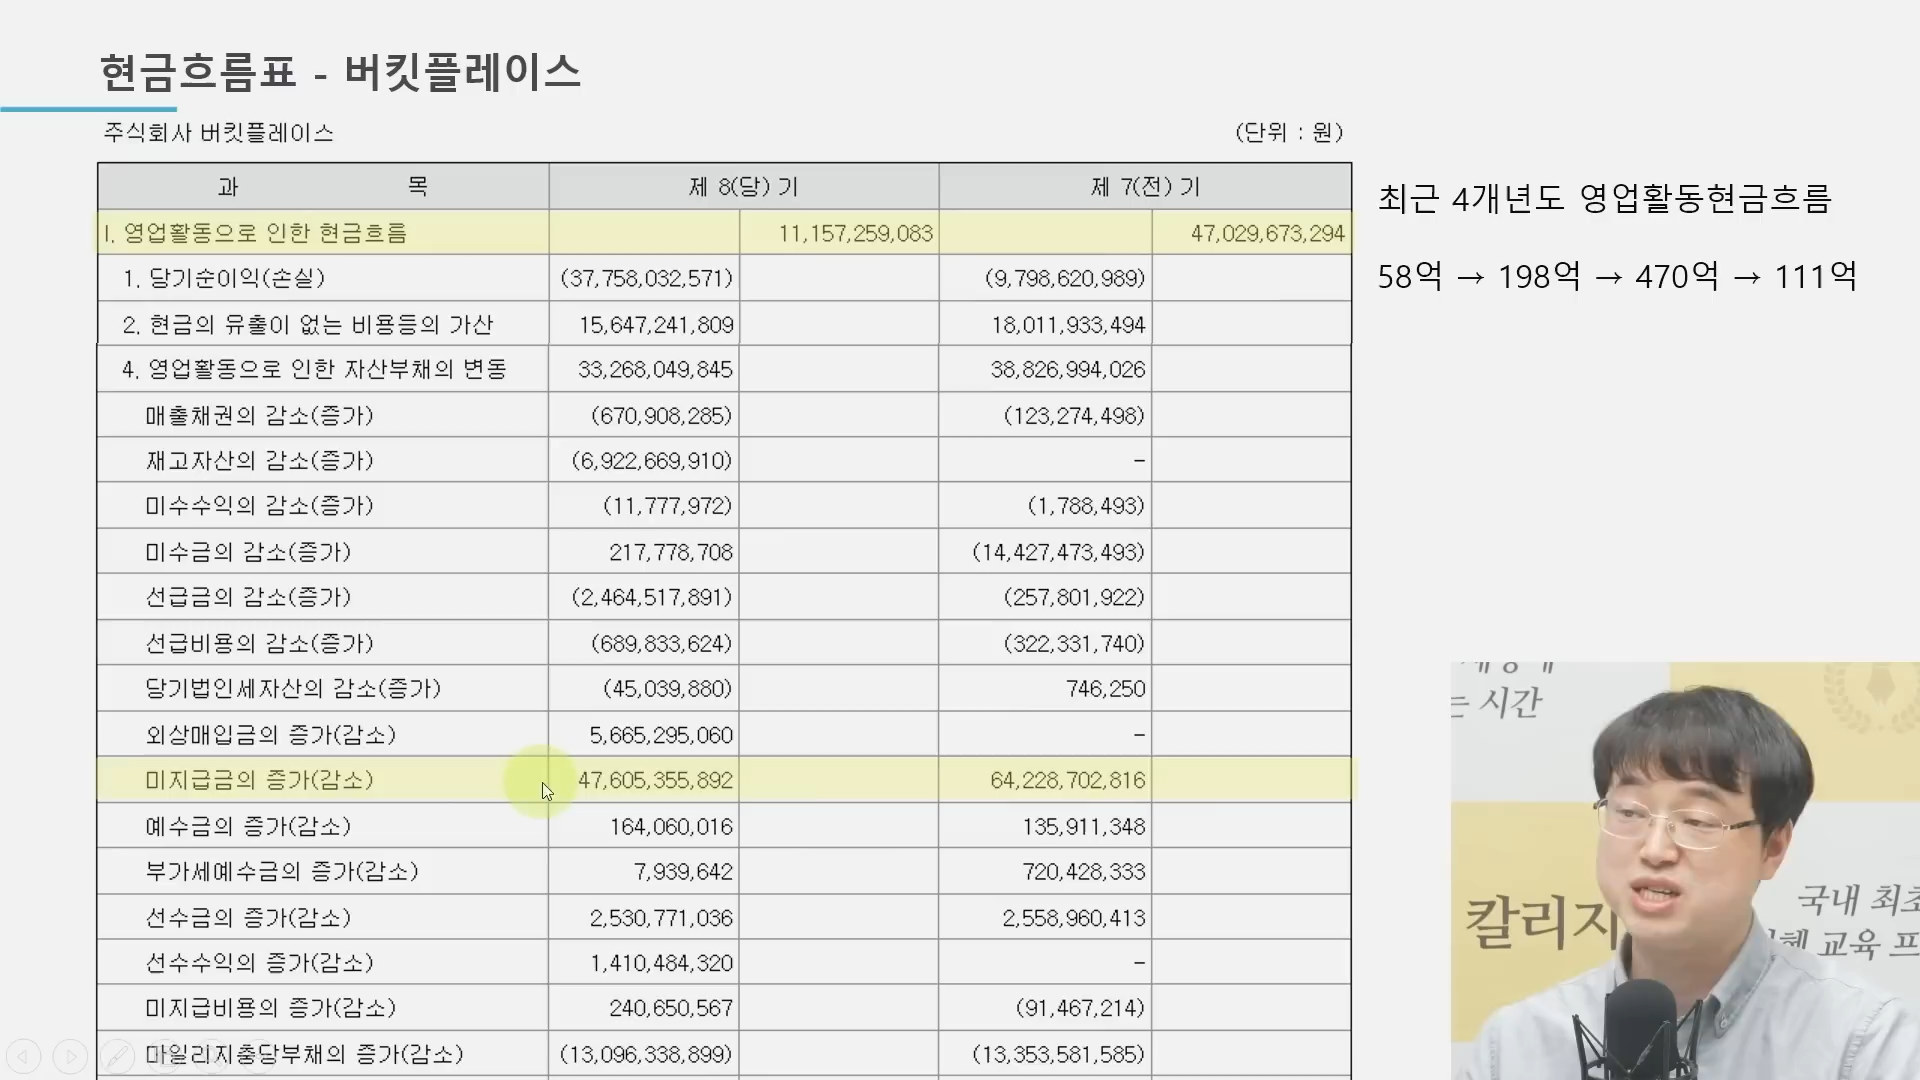 현금흐름표 - 버킷플레이스
주식회사 버킷플레이스 (단위 : 원)
과 목 제 8(당) 기 제 7(전) 기
I. 영업활동으로 인한 현금흐름 11,157,259,083 47,029,673,294
1. 당기순이익(손실) (37,758,032,571) (9,798,620,989)
2. 현금의 유출이 없는 비용등의 가산 15,647,241,809 18,011,933,494
4. 영업활동으로 인한 자산부채의 변동 33,268,049,845 38,826,994,026
매출채권의 감소(증가) (670,908,285) (123,274,498)
재고자산의 감소(증가) (6,922,669,910) -
미수수익의 감소(증가) (11,777,972) (1,788,493)
미수금의 감소(증가) 217,778,708 (14,427,473,493)
선급금의 감소(증가) (2,464,517,891) (257,801,922)
선급비용의 감소(증가) (689,833,624) (322,331,740)
당기법인세자산의 감소(증가) (45,039,880) 746,250
외상매입금의 증가(감소) 5,665,295,060 -
미지급금의 증가(감소) 47,605,355,892 64,228,702,816
예수금의 증가(감소) 164,060,016 135,911,348
부가세예수금의 증가(감소) 7,939,642 720,428,333
선수금의 증가(감소) 2,530,771,036 2,558,960,413
선수수익의 증가(감소) 1,410,484,320 -
미지급비용의 증가(감소) 240,650,567 (91,467,214)
마일리지충당부채의 증가(감소) (13,096,338,899) (13,353,581,585)
최근 4개년도 영업활동현금흐름
58억 → 198억 → 470억 → 111억
는 시간
칼리지
국내 최초
교육 프